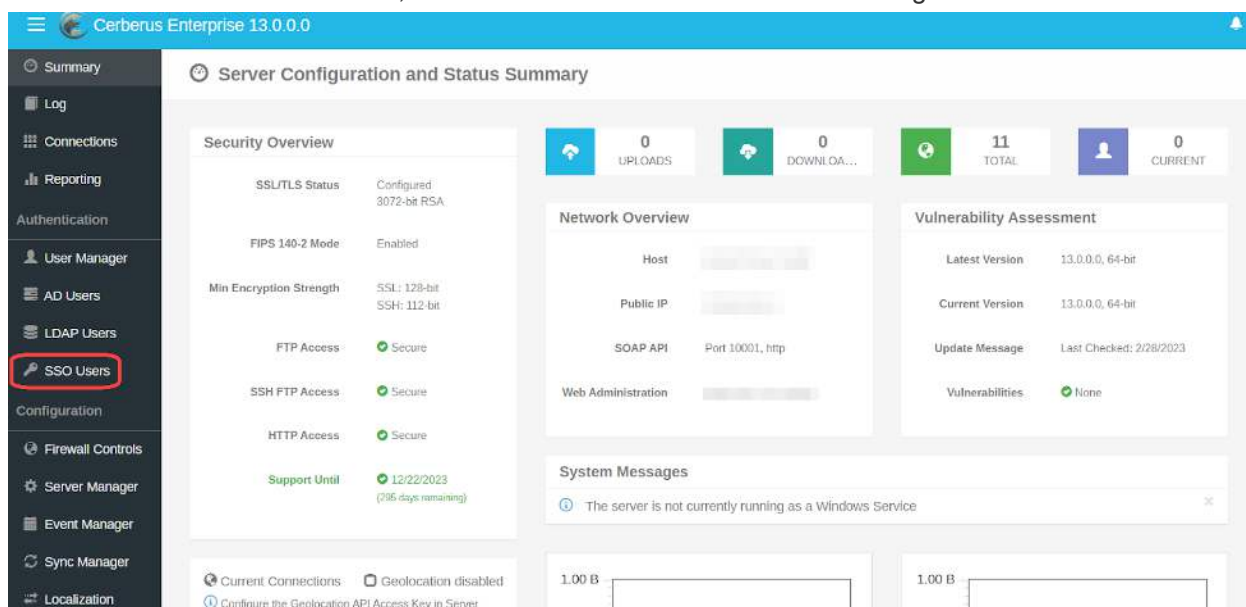 Cerberus Enterprise 13.0.0.0
Summary
Log
Connections
Reporting
Authentication
User Manager
AD Users
LDAP Users
SSO Users
Configuration
Firewall Controls
Server Manager
Event Manager
Sync Manager
Localization
Server Configuration and Status Summary
Security Overview
SSL/TLS Status Configured
3072-bit RSA
FIPS 140-2 Mode Enabled
Min Encryption Strength SSL: 128-bit
SSH: 112-bit
FTP Access Secure
SSH FTP Access Secure
HTTP Access Secure
Support Until 12/22/2023
(295 days remaining)
Current Connections Geolocation disabled
Configure the Geolocation API Access Key in Server
0
UPLOADS
0
DOWNLOA...
11
TOTAL
0
CURRENT
Network Overview
Host
Public IP
SOAP API Port 10001, http
Web Administration
Vulnerability Assessment
Latest Version 13.0.0.0, 64-bit
Current Version 13.0.0.0, 64-bit
Update Message Last Checked: 2/28/2023
Vulnerabilities None
System Messages
The server is not currently running as a Windows Service
1.00 B
1.00 B